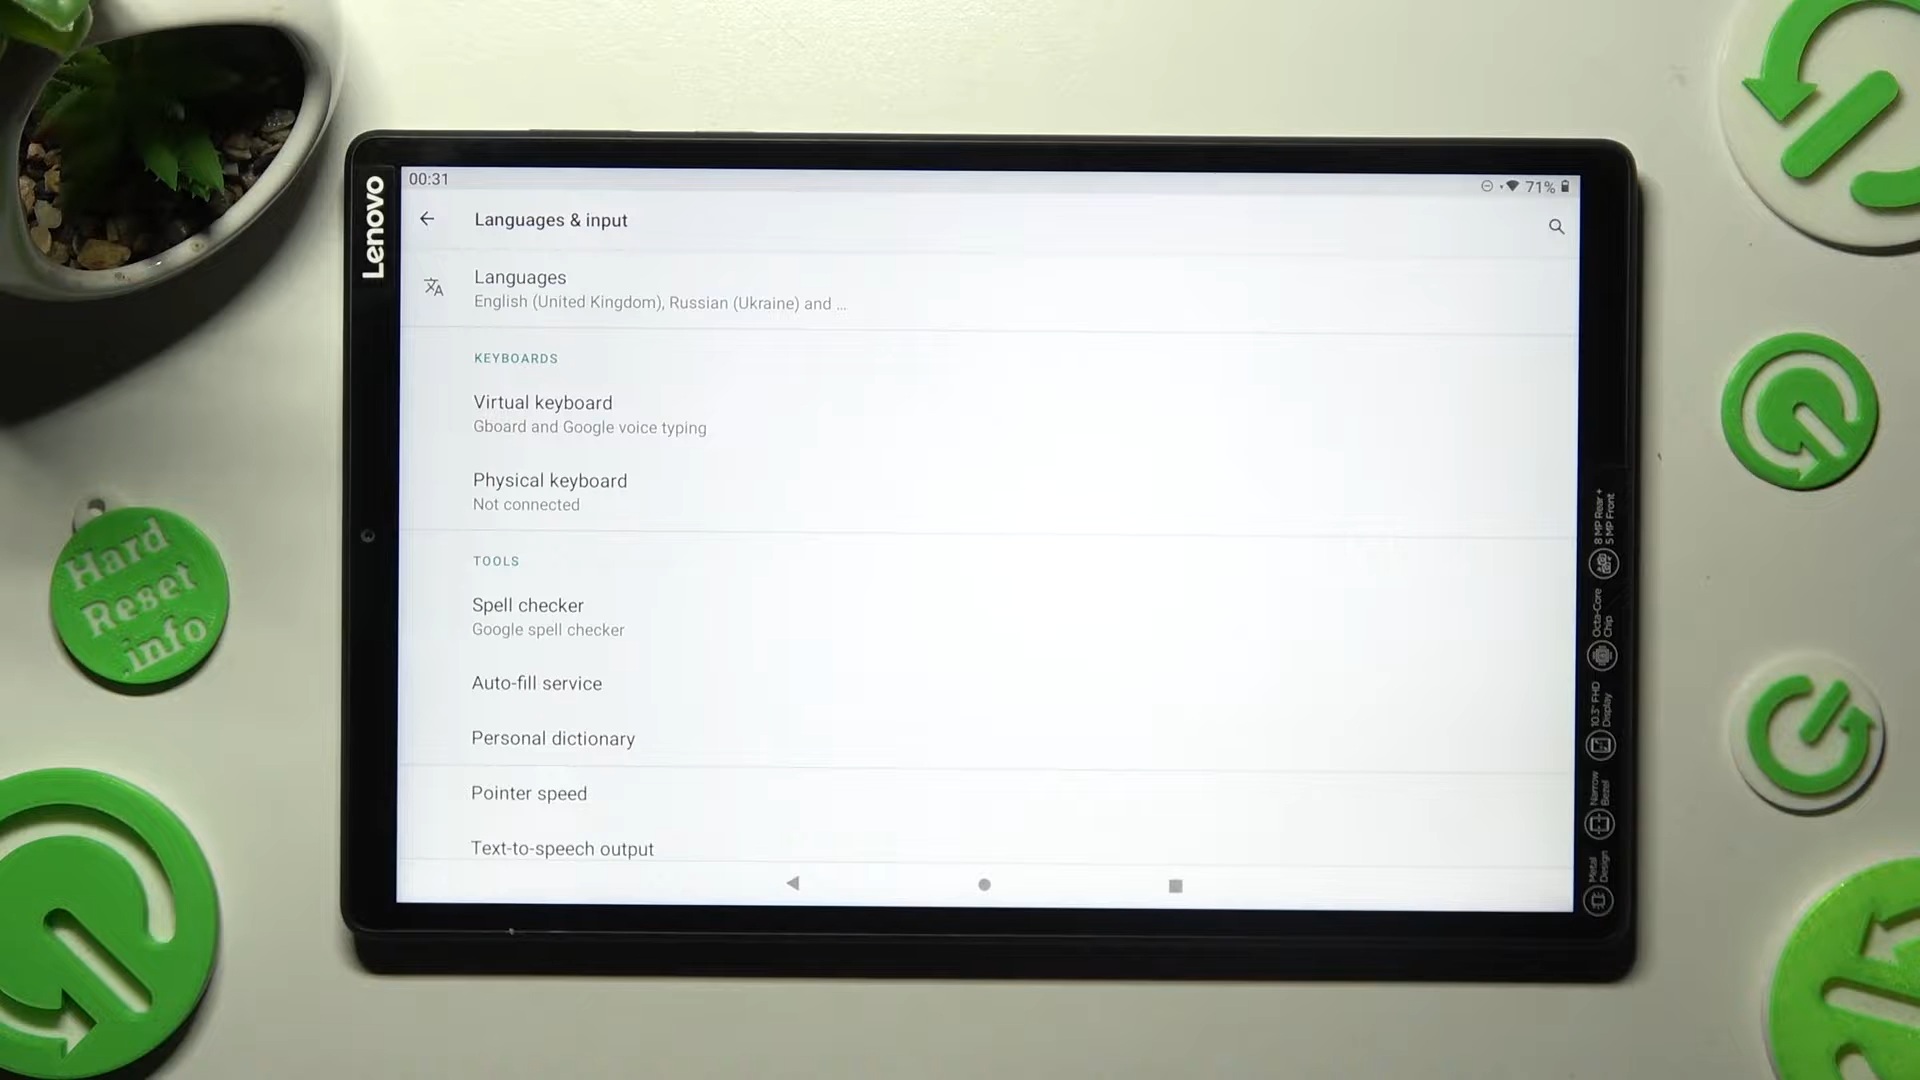 Lenovo
00:31
71%
Languages & input
Languages
English (United Kingdom), Russian (Ukraine) and ...
KEYBOARDS
Virtual keyboard
Gboard and Google voice typing
Physical keyboard
Not connected
TOOLS
Spell checker
Google spell checker
Auto-fill service
Personal dictionary
Pointer speed
Text-to-speech output
Hard
Reset
.info
8 MP Rear +
5 MP Front
Octa-Core
Chip
10.3" FHD
Display
Narrow
Bezel
Metal
Design